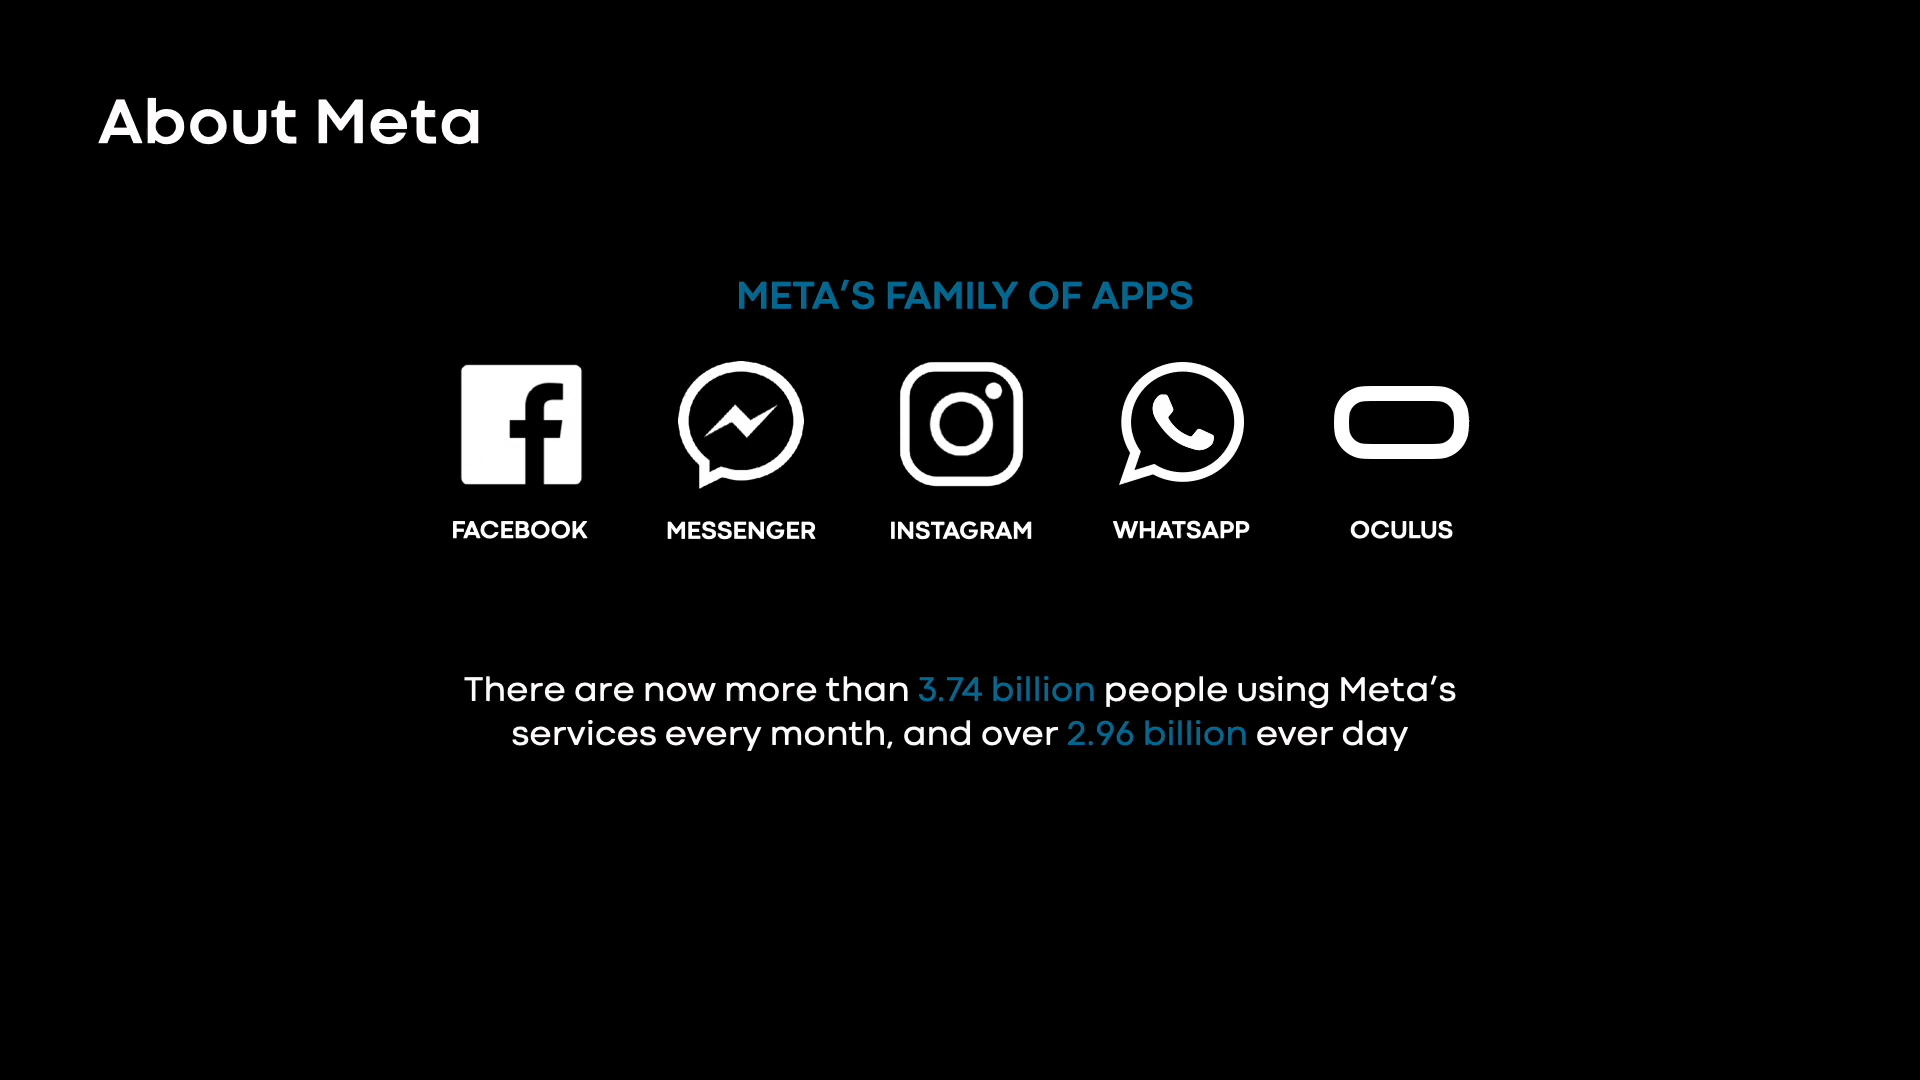 About Meta
META’S FAMILY OF APPS
FACEBOOK MESSENGER INSTAGRAM WHATSAPP OCULUS
There are now more than 3.74 billion people using Meta’s
services every month, and over 2.96 billion ever day